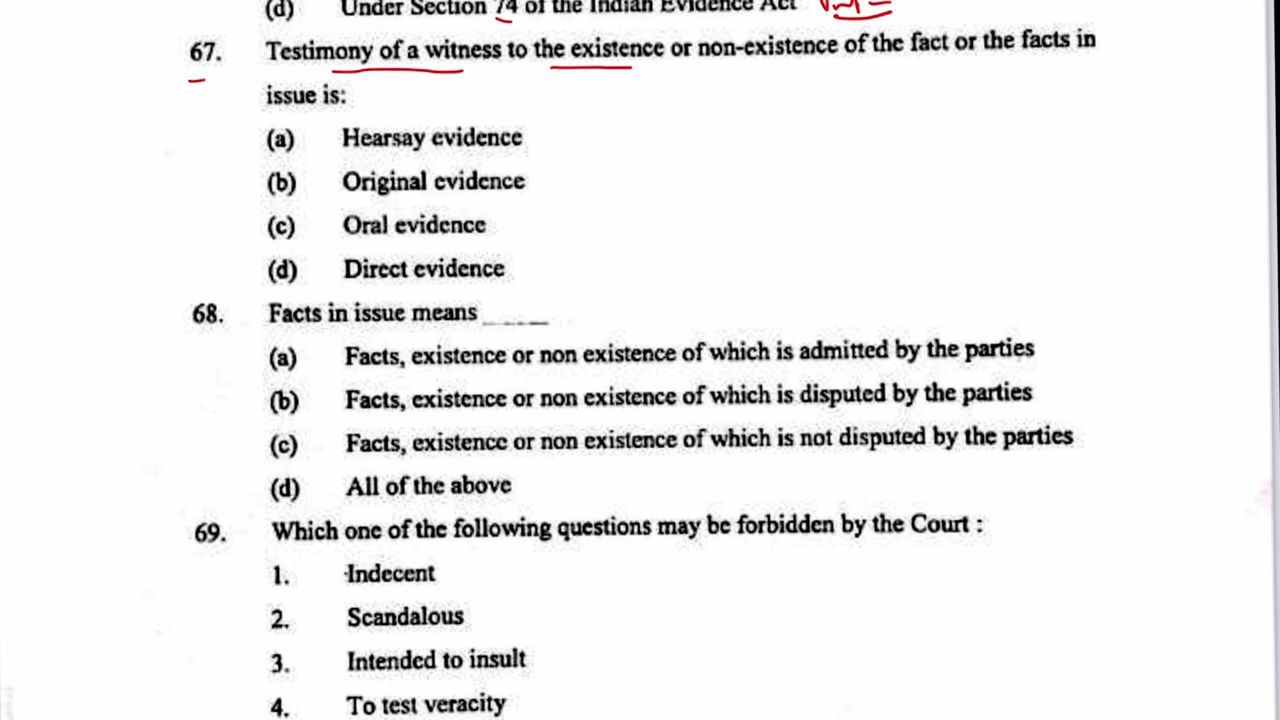 (d) Under Section 74 of the Indian Evidence Act
67. Testimony of a witness to the existence or non-existence of the fact or the facts in
issue is:
(a) Hearsay evidence
(b) Original evidence
(c) Oral evidence
(d) Direct evidence
68. Facts in issue means _____
(a) Facts, existence or non existence of which is admitted by the parties
(b) Facts, existence or non existence of which is disputed by the parties
(c) Facts, existence or non existence of which is not disputed by the parties
(d) All of the above
69. Which one of the following questions may be forbidden by the Court :
1. Indecent
2. Scandalous
3. Intended to insult
4. To test veracity